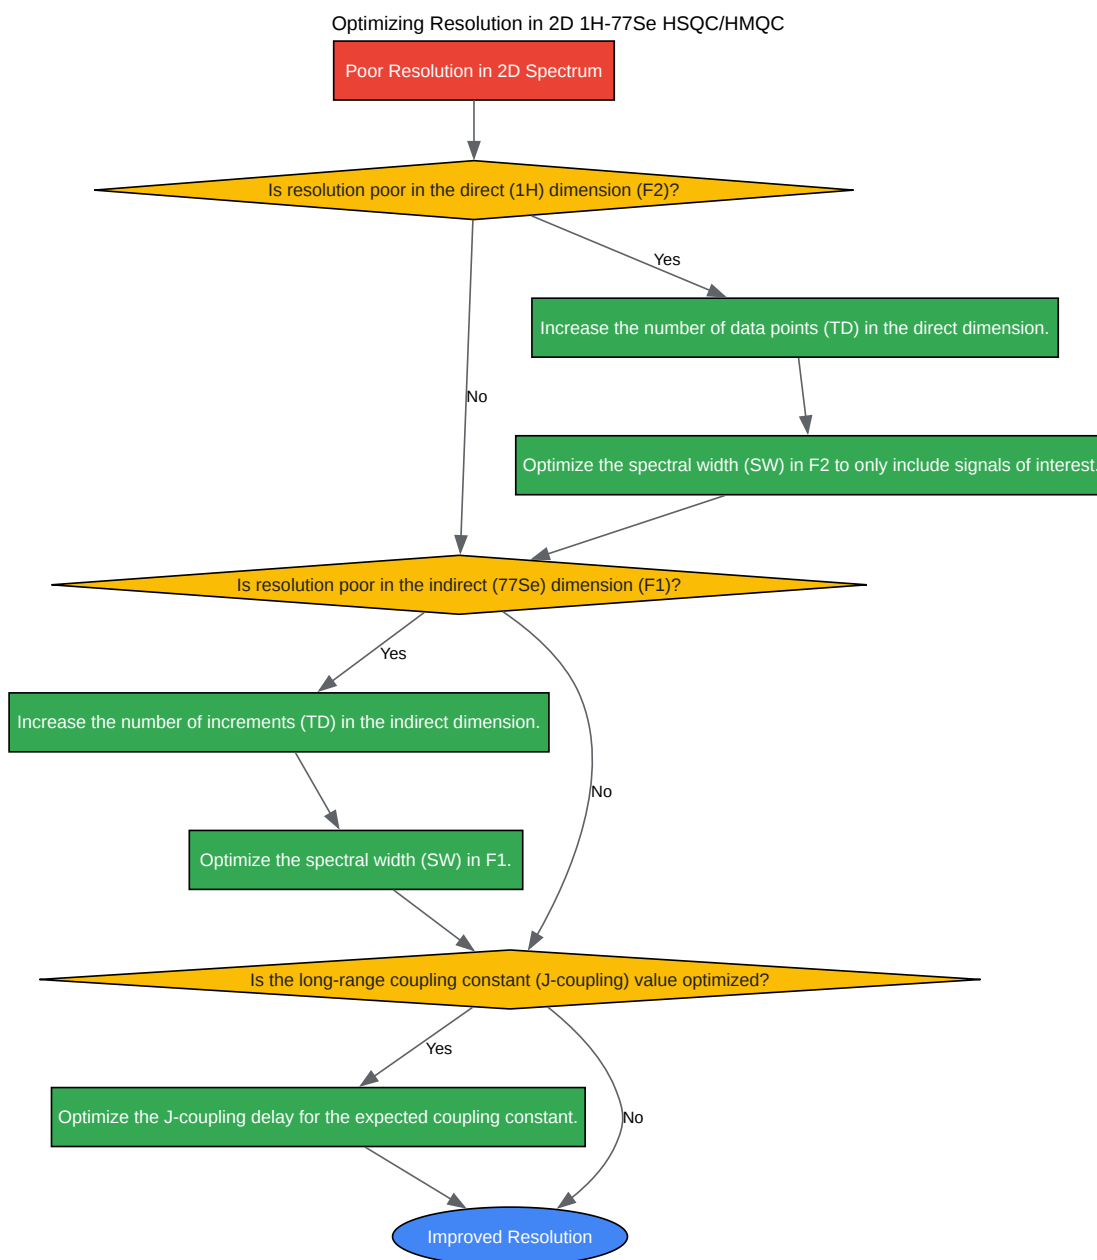 Optimizing Resolution in 2D 1H-77Se HSQC/HMQC
Poor Resolution in 2D Spectrum
Is resolution poor in the direct (1H) dimension (F2)?
Yes
Increase the number of data points (TD) in the direct dimension.
No
Optimize the spectral width (SW) in F2 to only include signals of interest.
Is resolution poor in the indirect (77Se) dimension (F1)?
Yes
Increase the number of increments (TD) in the indirect dimension.
No
Optimize the spectral width (SW) in F1.
Is the long-range coupling constant (J-coupling) value optimized?
Yes
Optimize the J-coupling delay for the expected coupling constant.
No
Improved Resolution